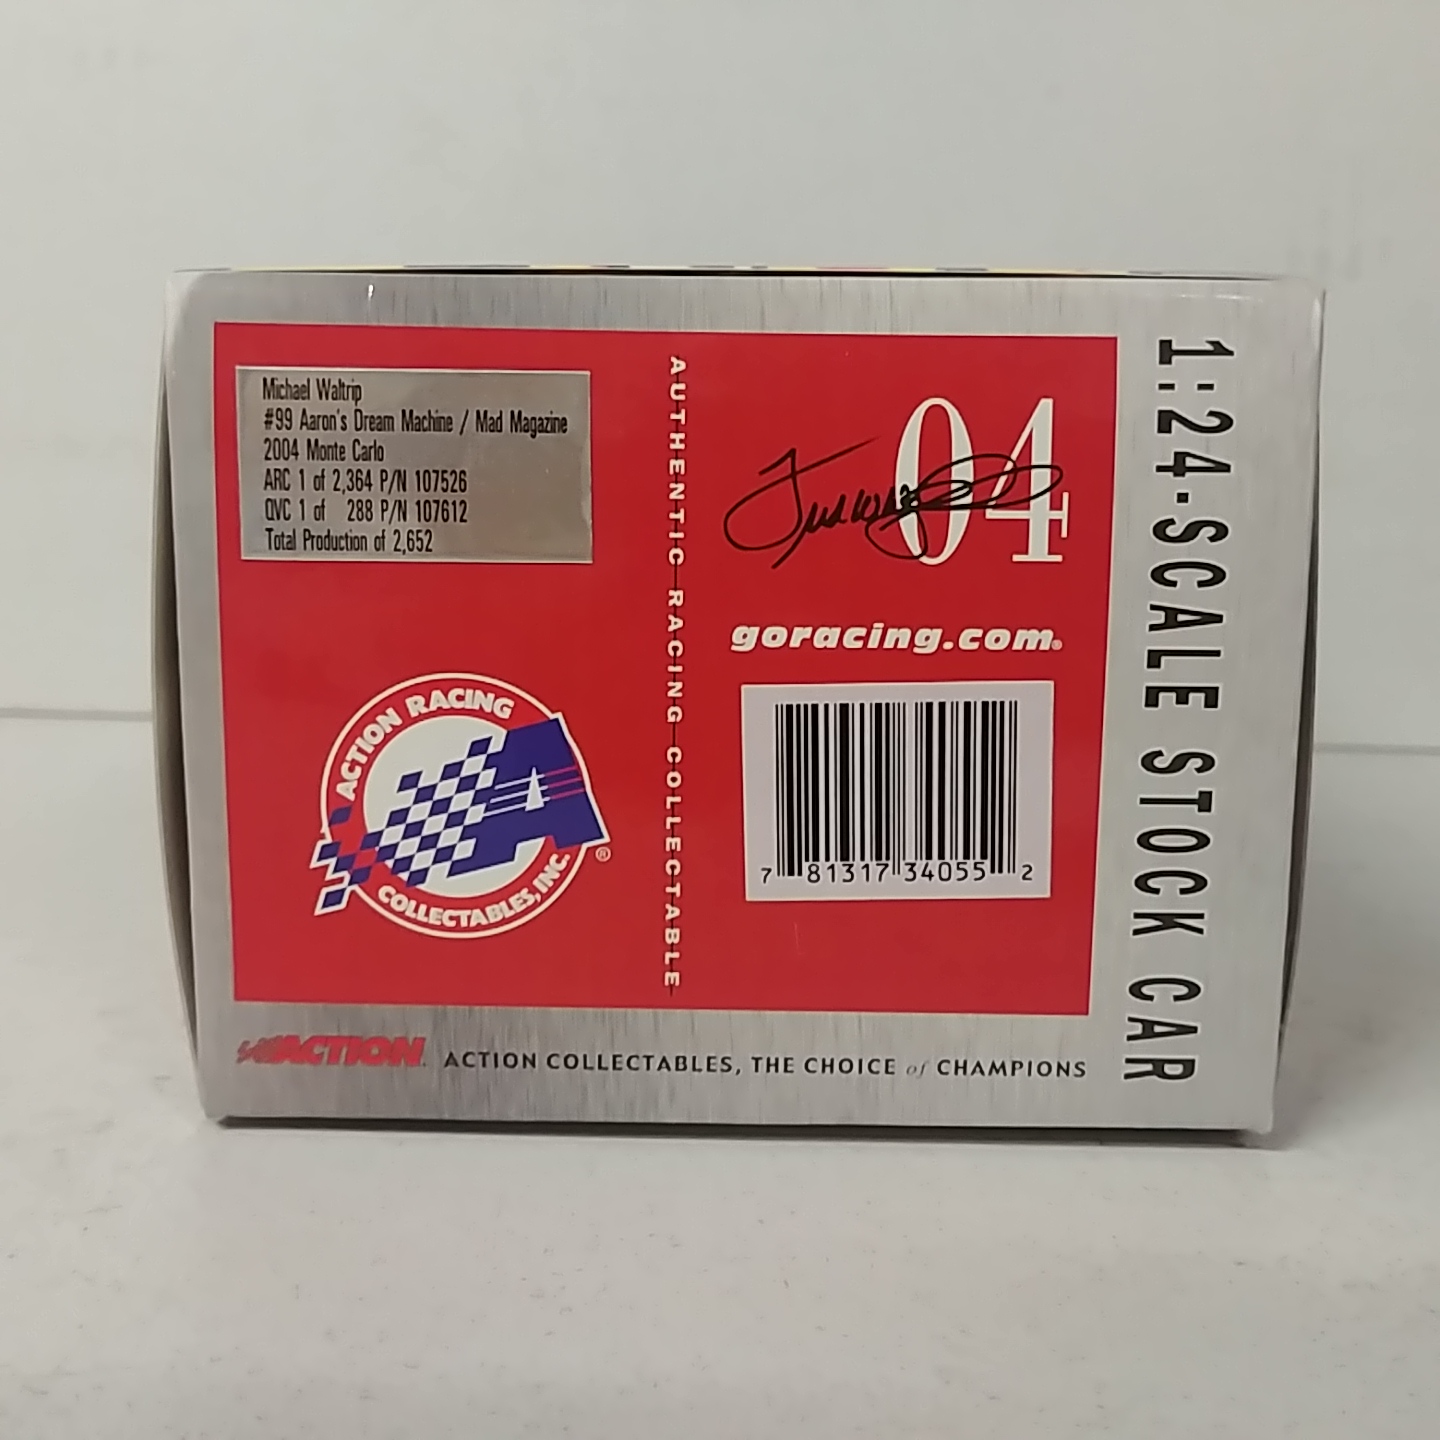 Michael Waltrip
#99 Aaron's Dream Machine / Mad Magazine
2004 Monte Carlo
ARC 1 of 2,364 P/N 107526
QVC 1 of 288 P/N 107612
Total Production of 2,652
ACTION RACING
COLLECTABLES, INC.
®
AUTHENTIC RACING COLLECTABLE
04
goracing.com®
7 81317 34055 2
1:24-SCALE STOCK CAR
ACTION
ACTION COLLECTABLES, THE CHOICE of CHAMPIONS